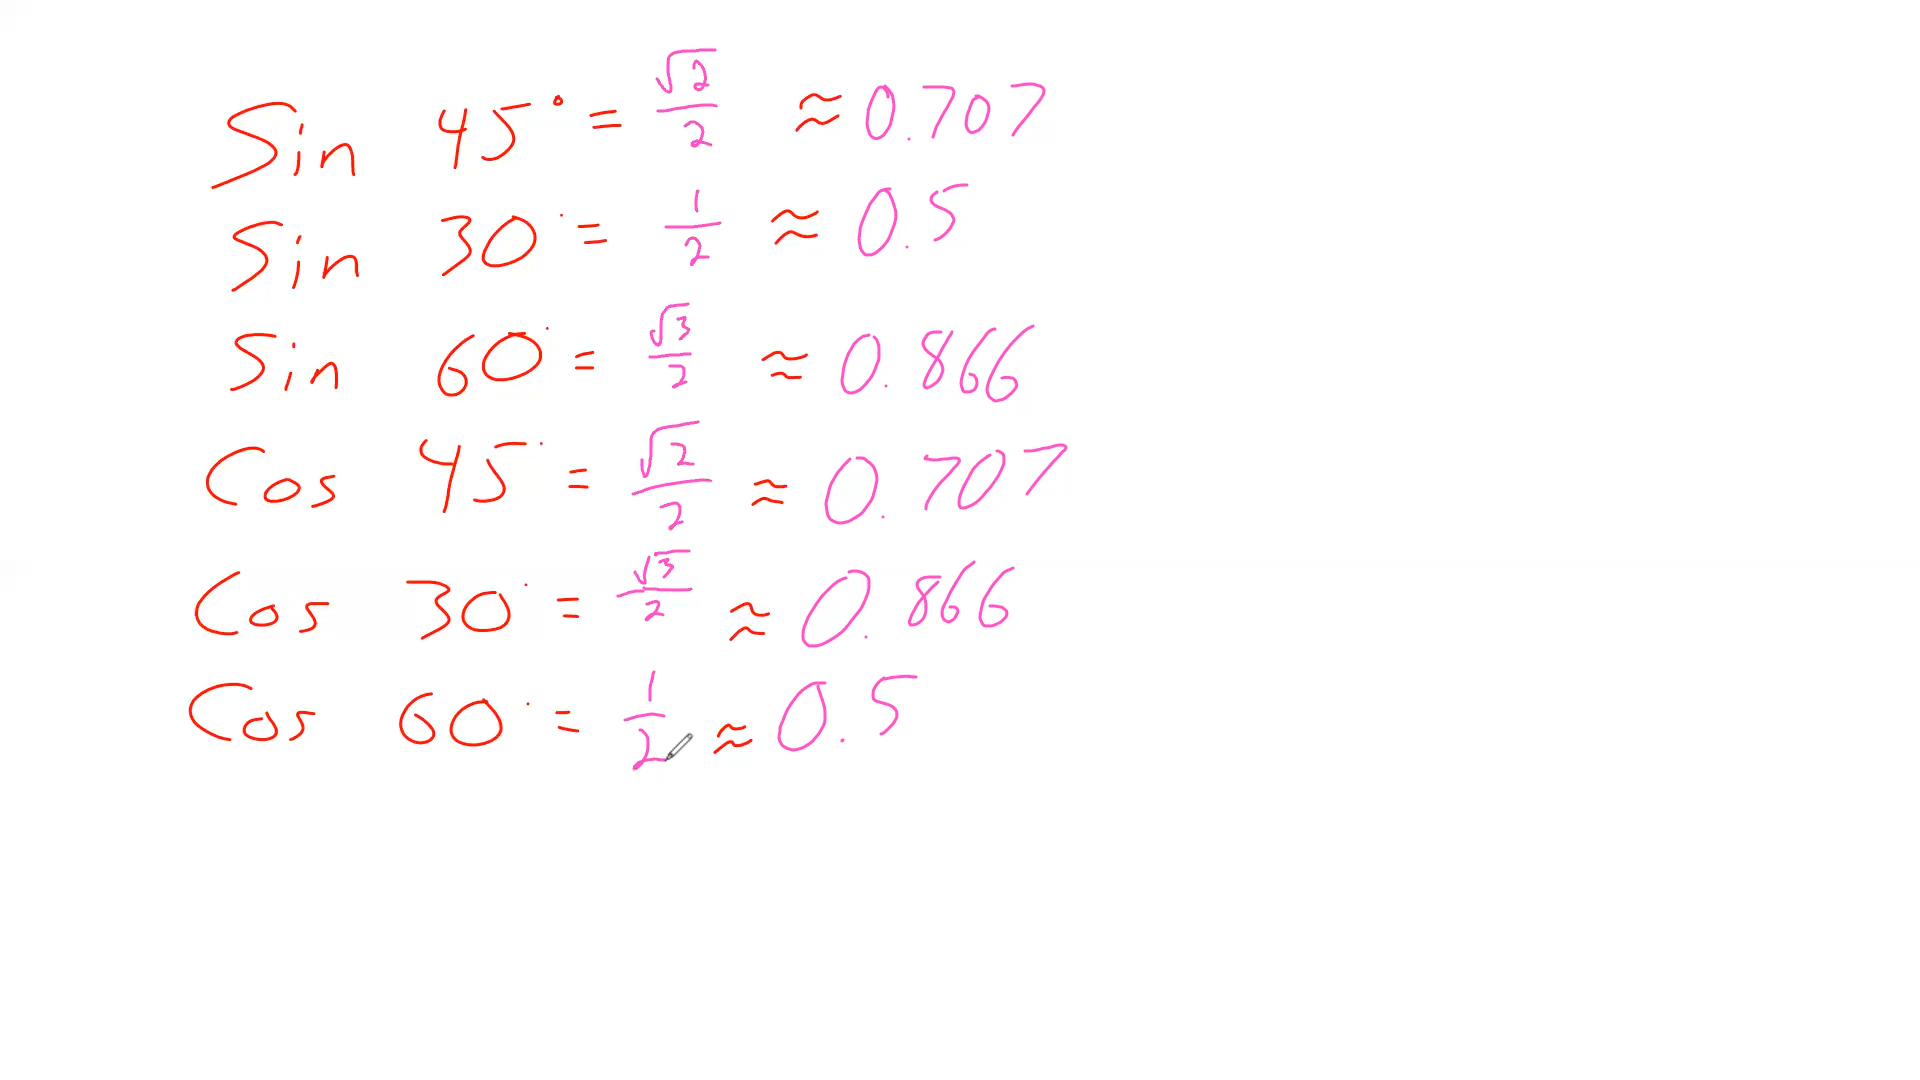 Sin 45° = √2/2 ≈ 0.707
Sin 30° = 1/2 ≈ 0.5
Sin 60° = √3/2 ≈ 0.866
Cos 45° = √2/2 ≈ 0.707
Cos 30° = √3/2 ≈ 0.866
Cos 60° = 1/2 ≈ 0.5